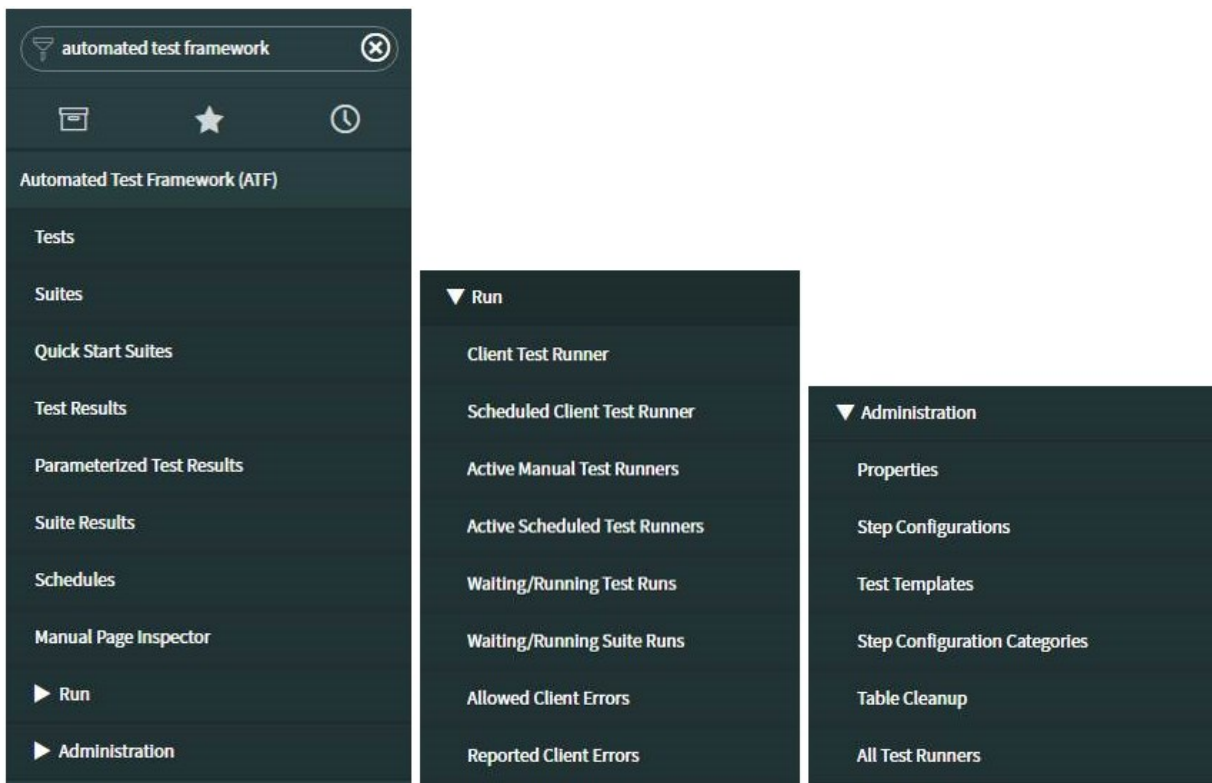 automated test framework
Automated Test Framework (ATF)
Tests
Suites
Quick Start Suites
Test Results
Parameterized Test Results
Suite Results
Schedules
Manual Page Inspector
Run
Administration
Run
Client Test Runner
Scheduled Client Test Runner
Active Manual Test Runners
Active Scheduled Test Runners
Waiting/Running Test Runs
Waiting/Running Suite Runs
Allowed Client Errors
Reported Client Errors
Administration
Properties
Step Configurations
Test Templates
Step Configuration Categories
Table Cleanup
All Test Runners